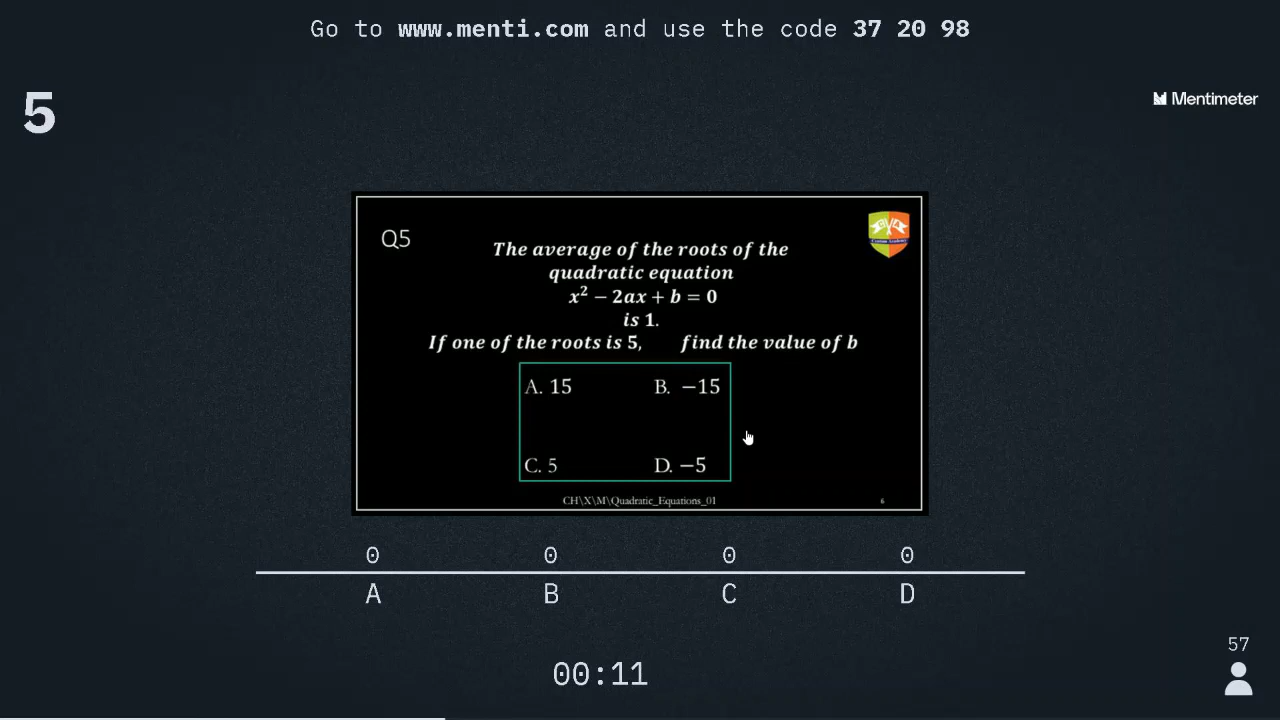 Go to www.menti.com and use the code 37 20 98
5
Mentimeter
Q5
The average of the roots of the
quadratic equation
x² − 2ax + b = 0
is 1.
If one of the roots is 5, find the value of b
A. 15 B. −15
C. 5 D. −5
CH\X\M\Quadratic_Equations_01 6
0 0 0 0
A B C D
00:11
57